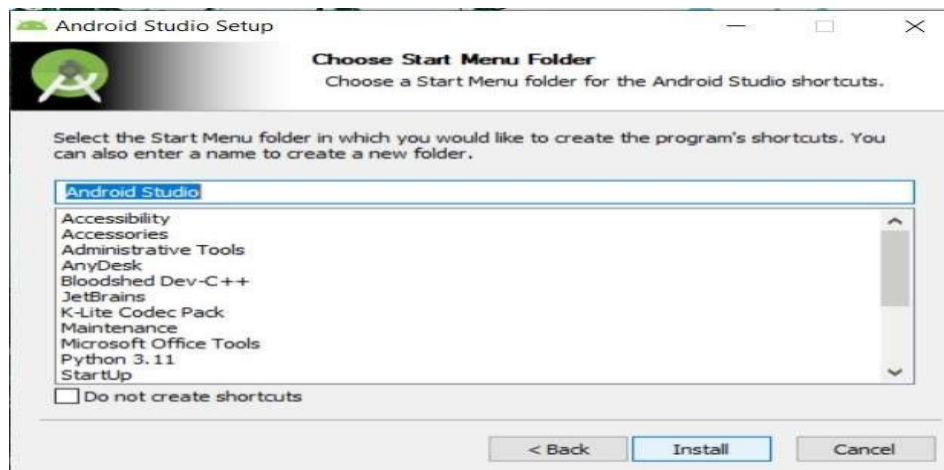 Android Studio Setup
Choose Start Menu Folder
Choose a Start Menu folder for the Android Studio shortcuts.
Select the Start Menu folder in which you would like to create the program's shortcuts. You
can also enter a name to create a new folder.
Android Studio
Accessibility
Accessories
Administrative Tools
AnyDesk
Bloodshed Dev-C++
JetBrains
K-Lite Codec Pack
Maintenance
Microsoft Office Tools
Python 3.11
StartUp
Do not create shortcuts
< Back Install Cancel